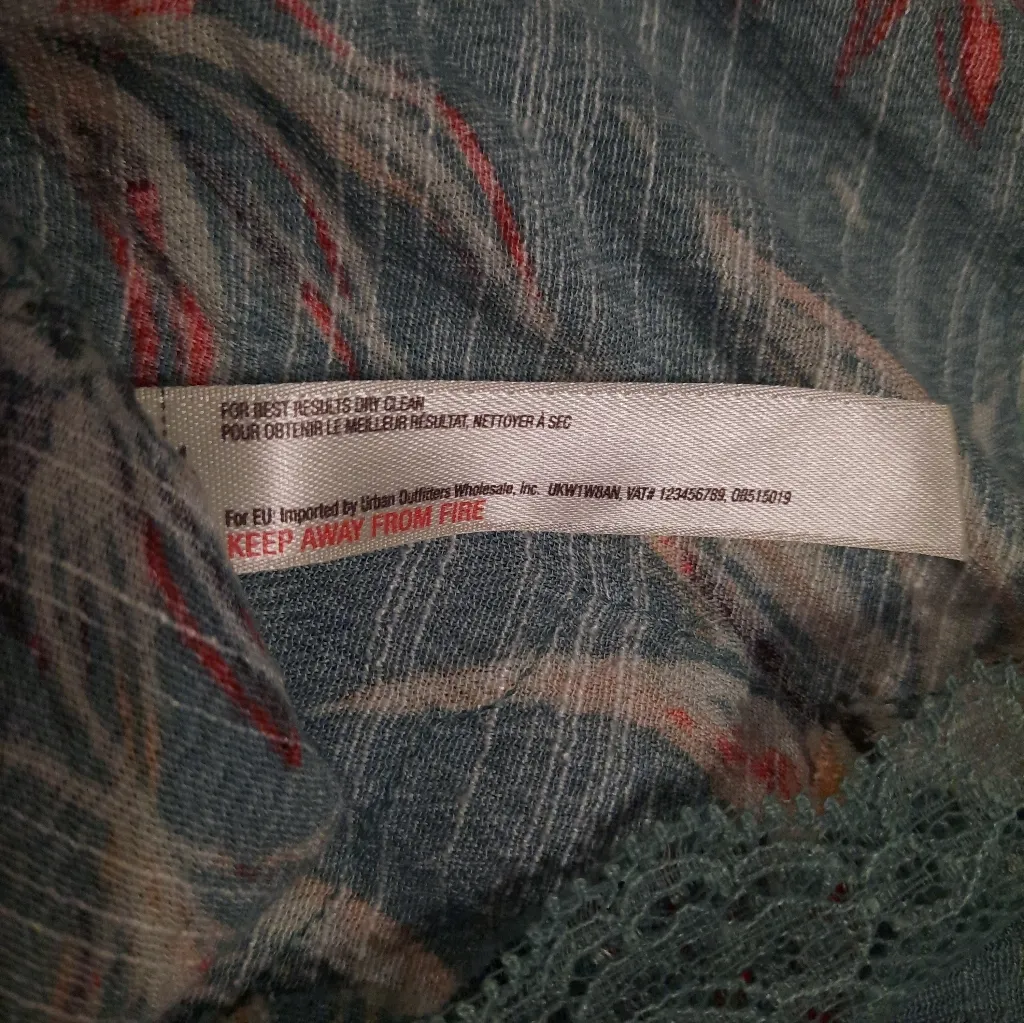 FOR BEST RESULTS DRY CLEAN
POUR OBTENIR LE MEILLEUR RÉSULTAT, NETTOYER À SEC
For EU Imported by Urban Outfitters Wholesale, Inc. UKW1W8AN, VAT# 123456789, 08515019
KEEP AWAY FROM FIRE